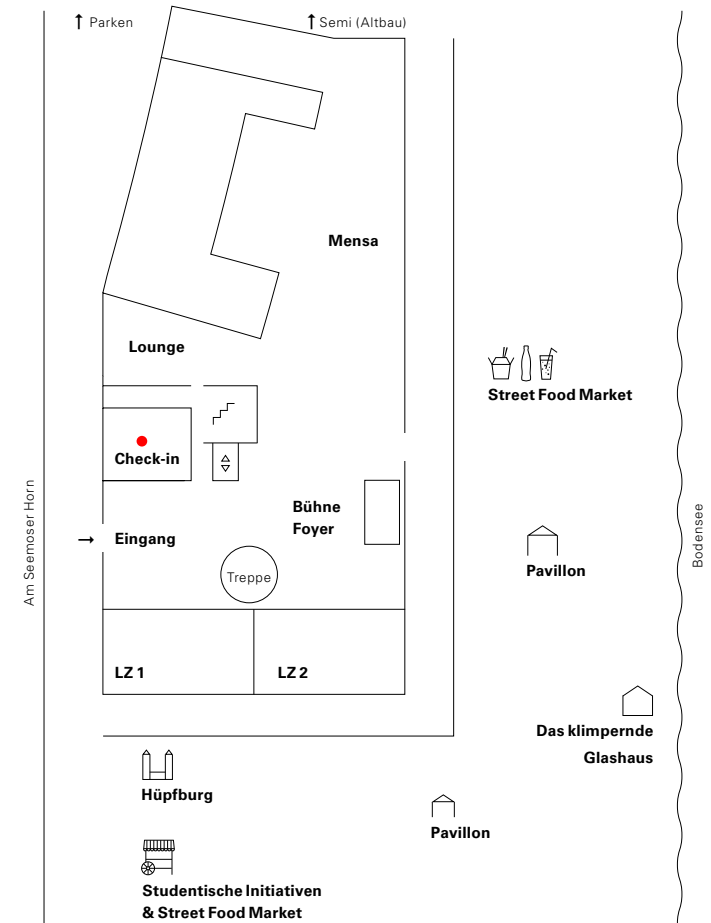 ↑ Parken
↑ Semi (Altbau)
Mensa
Lounge
Street Food Market
Check-in
Am Seemoser Horn
Bodensee
Bühne
Foyer
→ Eingang
Treppe
Pavillon
LZ 1
LZ 2
Das klimpernde
Glashaus
Hüpfburg
Pavillon
Studentische Initiativen
& Street Food Market